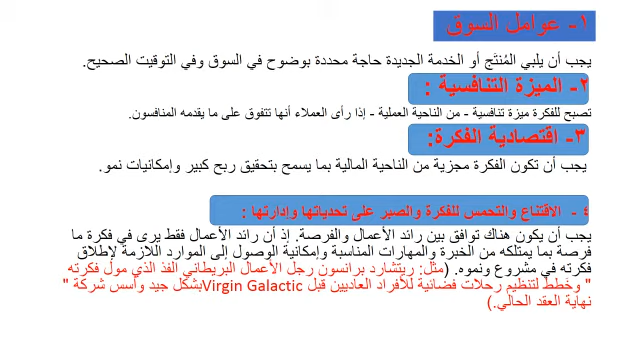 ١- عوامل السوق
يجب أن يلبي المُنتَج أو الخدمة الجديدة حاجة محددة بوضوح في السوق وفي التوقيت الصحيح.
٢- الميزة التنافسية :
تصبح للفكرة ميزة تنافسية - من الناحية العملية - إذا رأى العملاء أنها تتفوق على ما يقدمه المنافسون.
٣- اقتصادية الفكرة:
يجب أن تكون الفكرة مجزية من الناحية المالية بما يسمح بتحقيق ربح كبير وإمكانيات نمو.
٤ - الاقتناع والتحمس للفكرة والصبر على تحدياتها وإدارتها :
يجب أن يكون هناك توافق بين رائد الأعمال والفرصة. إذ أن رائد الأعمال فقط يرى في فكرة ما
فرصة بما يمتلكه من الخبرة والمهارات المناسبة وإمكانية الوصول إلى الموارد اللازمة لإطلاق
فكرته في مشروع ونموه. (مثل: ريتشارد برانسون رجل الأعمال البريطاني الفذ الذي مول فكرته
بشكل جيد وأسس شركة " Virgin Galactic " وخطط لتنظيم رحلات فضائية للأفراد العاديين قبل
نهاية العقد الحالي.)